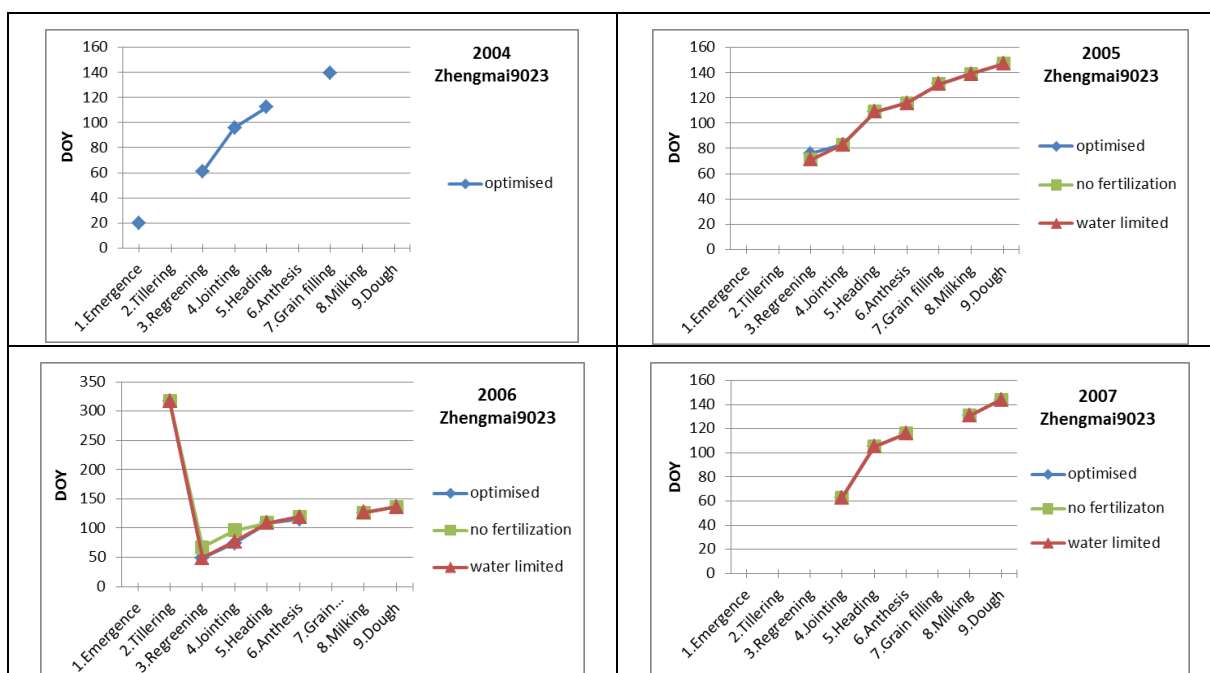 2004
Zhengmai9023
160
140
120
100
80
60
40
20
0
DOY
optimised
1.Emergence
2.Tillering
3.Regreening
4.Jointing
5.Heading
6.Anthesis
7.Grain filling
8.Milking
9.Dough
2005
Zhengmai9023
160
140
120
100
80
60
40
20
0
DOY
optimised
no fertilization
water limited
1.Emergence
2.Tillering
3.Regreening
4.Jointing
5.Heading
6.Anthesis
7.Grain filling
8.Milking
9.Dough
2006
Zhengmai9023
350
300
250
200
150
100
50
0
DOY
optimised
no fertilization
water limited
1.Emergence
2.Tillering
3.Regreening
4.Jointing
5.Heading
6.Anthesis
7.Grain...
8.Milking
9.Dough
2007
Zhengmai9023
160
140
120
100
80
60
40
20
0
DOY
optimised
no fertilizaton
water limited
1.Emergence
2.Tillering
3.Regreening
4.Jointing
5.Heading
6.Anthesis
7.Grain filling
8.Milking
9.Dough